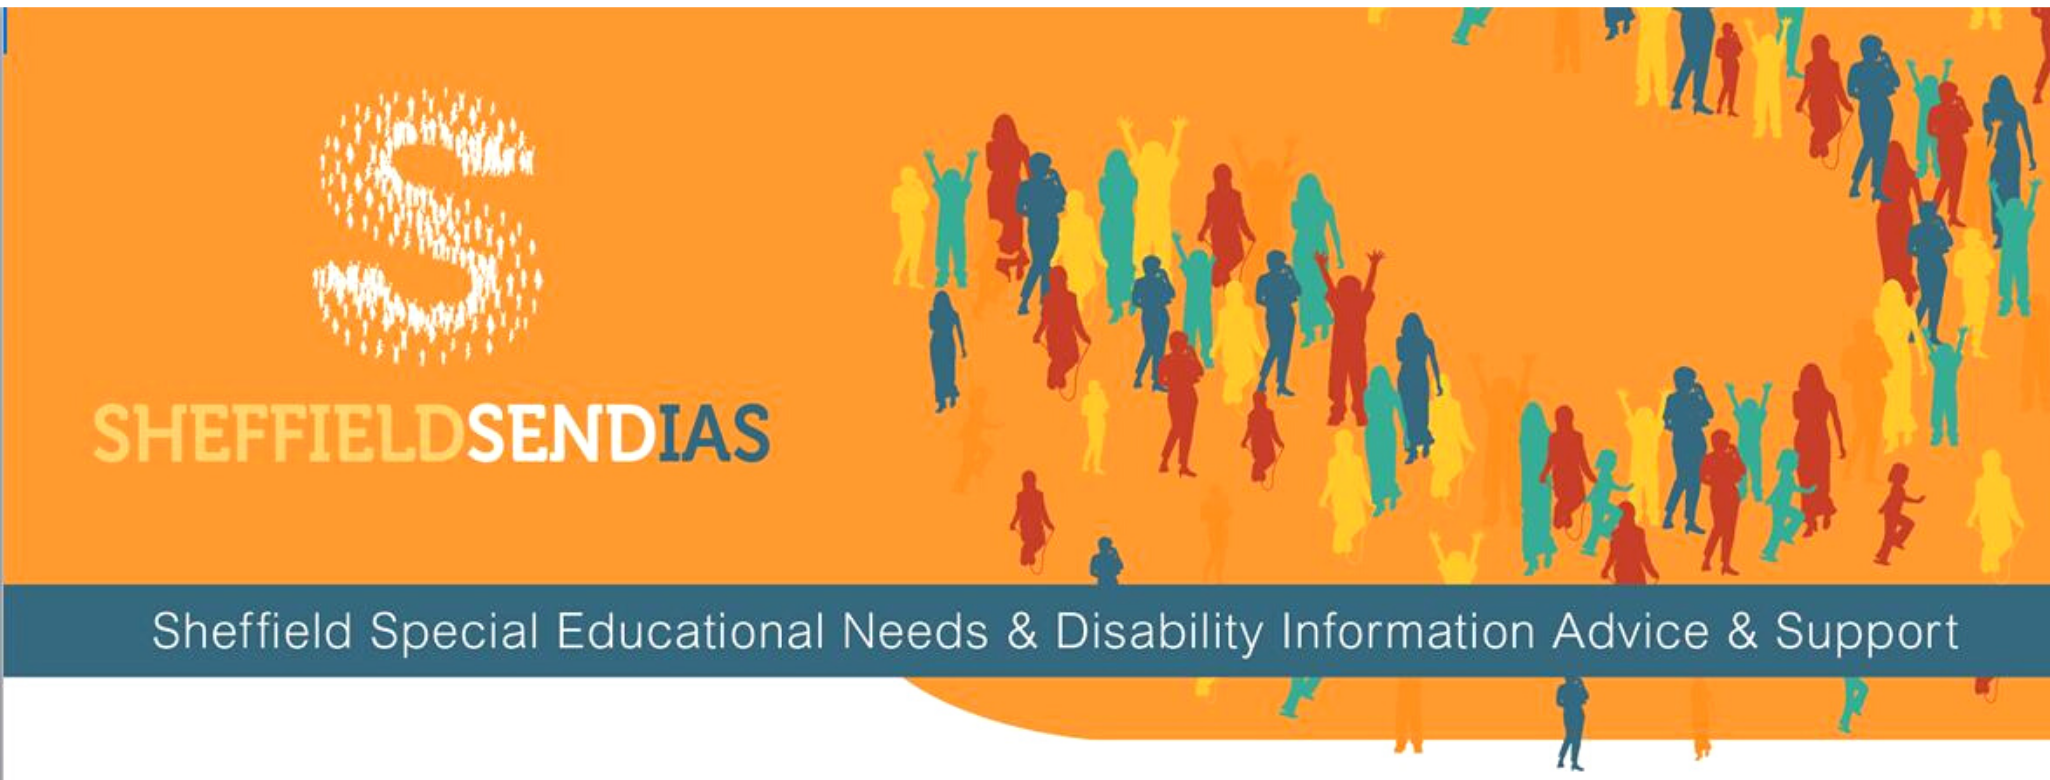 S
SHEFFIELDSENDIAS
Sheffield Special Educational Needs & Disability Information Advice & Support